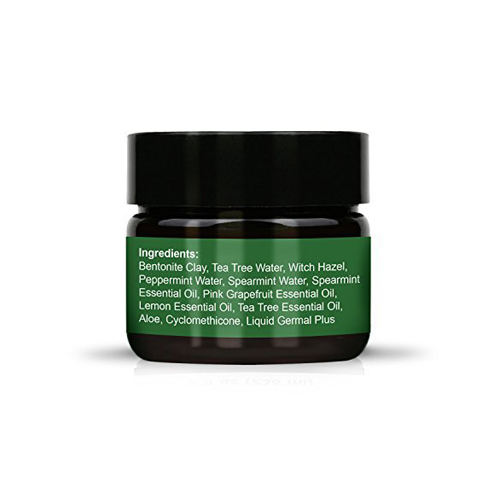 Ingredients:
Bentonite Clay, Tea Tree Water, Witch Hazel,
Peppermint Water, Spearmint Water, Spearmint
Essential Oil, Pink Grapefruit Essential Oil,
Lemon Essential Oil, Tea Tree Essential Oil,
Aloe, Cyclomethicone, Liquid Germal Plus